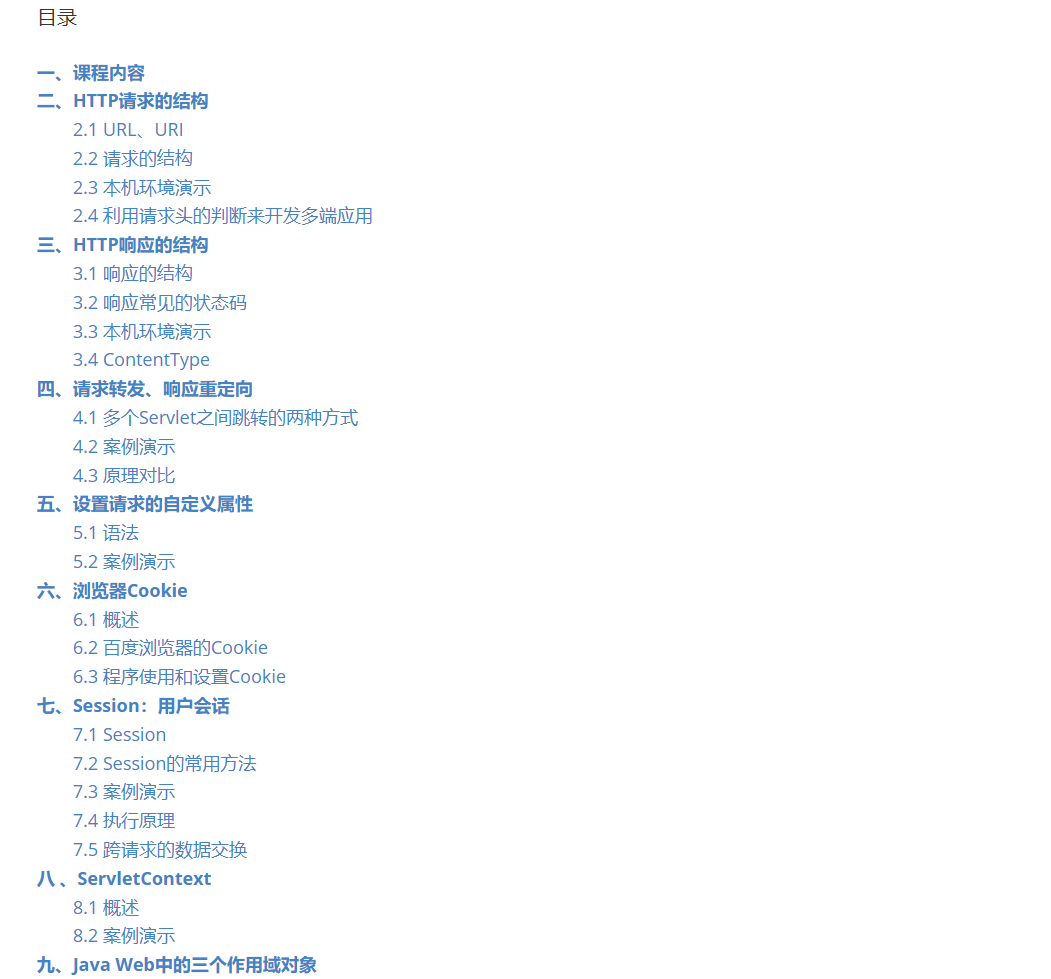 目录
一、课程内容
二、HTTP请求的结构
2.1 URL、URI
2.2 请求的结构
2.3 本机环境演示
2.4 利用请求头的判断来开发多端应用
三、HTTP响应的结构
3.1 响应的结构
3.2 响应常见的状态码
3.3 本机环境演示
3.4 ContentType
四、请求转发、响应重定向
4.1 多个Servlet之间跳转的两种方式
4.2 案例演示
4.3 原理对比
五、设置请求的自定义属性
5.1 语法
5.2 案例演示
六、浏览器Cookie
6.1 概述
6.2 百度浏览器的Cookie
6.3 程序使用和设置Cookie
七、Session：用户会话
7.1 Session
7.2 Session的常用方法
7.3 案例演示
7.4 执行原理
7.5 跨请求的数据交换
八 、ServletContext
8.1 概述
8.2 案例演示
九、Java Web中的三个作用域对象